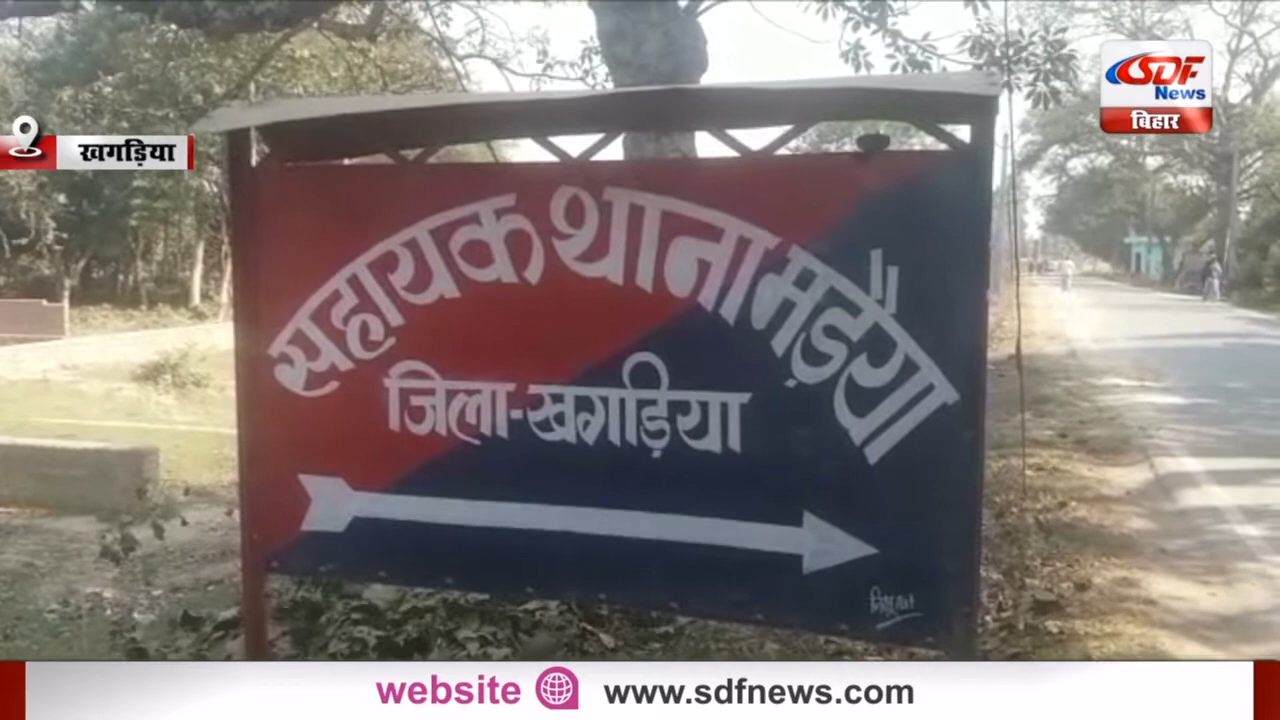 SDF
News
बिहार
खगड़िया
सहायक थाना मड़ैया
जिला-खगड़िया
website www.sdfnews.com